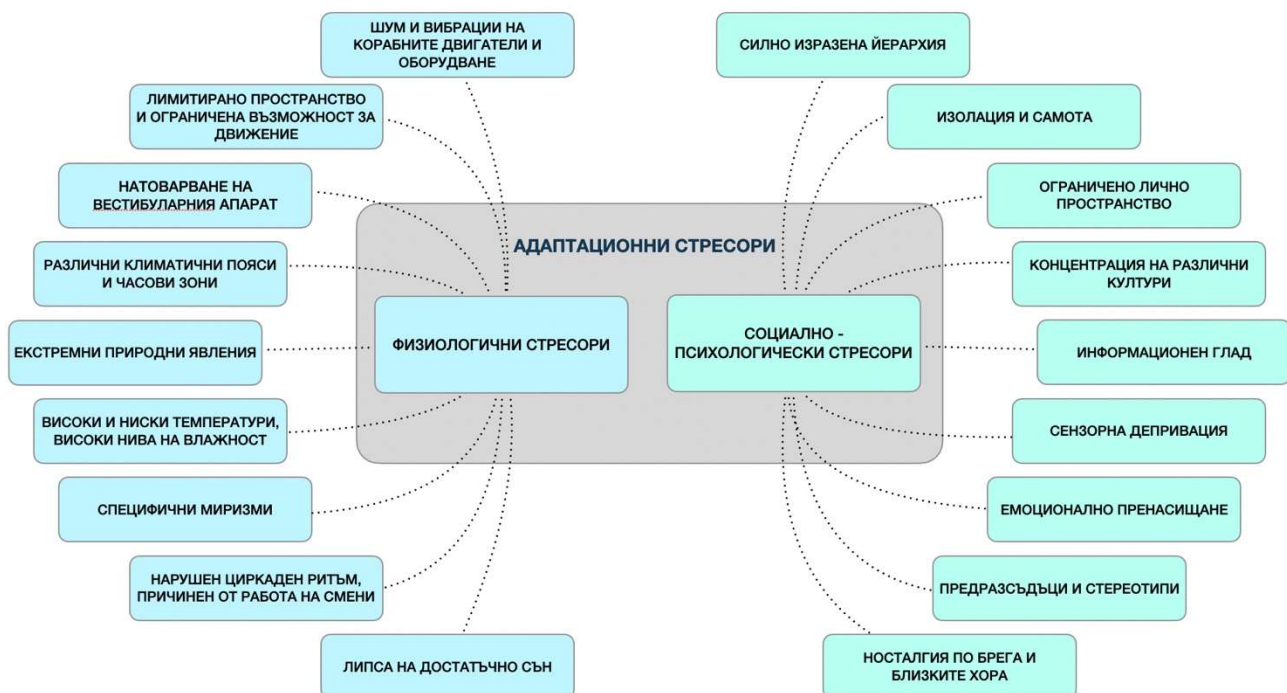 ШУМ И ВИБРАЦИИ НА
КОРАБНИТЕ ДВИГАТЕЛИ И
ОБОРУДВАНЕ
ЛИМИТИРАНО ПРОСТРАНСТВО
И ОГРАНИЧЕНА ВЪЗМОЖНОСТ ЗА
ДВИЖЕНИЕ
НАТОВАРВАНЕ НА
ВЕСТИБУЛАРНИЯ АПАРАТ
РАЗЛИЧНИ КЛИМАТИЧНИ ПОЯСИ
И ЧАСОВИ ЗОНИ
ЕКСТРЕМНИ ПРИРОДНИ ЯВЛЕНИЯ
ВИСОКИ И НИСКИ ТЕМПЕРАТУРИ,
ВИСОКИ НИВА НА ВЛАЖНОСТ
СПЕЦИФИЧНИ МИРИЗМИ
НАРУШЕН ЦИРКАДЕН РИТЪМ,
ПРИЧИНЕН ОТ РАБОТА НА СМЕНИ
ЛИПСА НА ДОСТАТЪЧНО СЪН
АДАПТАЦИОННИ СТРЕСОРИ
ФИЗИОЛОГИЧНИ СТРЕСОРИ
СОЦИАЛНО -
ПСИХОЛОГИЧЕСКИ СТРЕСОРИ
СИЛНО ИЗРАЗЕНА ЙЕРАРХИЯ
ИЗОЛАЦИЯ И САМОТА
ОГРАНИЧЕНО ЛИЧНО
ПРОСТРАНСТВО
КОНЦЕНТРАЦИЯ НА РАЗЛИЧНИ
КУЛТУРИ
ИНФОРМАЦИОНЕН ГЛАД
СЕНЗОРНА ДЕПРИВАЦИЯ
ЕМОЦИОНАЛНО ПРЕНАСИЩАНЕ
ПРЕДРАЗСЪДЪЦИ И СТЕРЕОТИПИ
НОСТАЛГИЯ ПО БРЕГА И
БЛИЗКИТЕ ХОРА